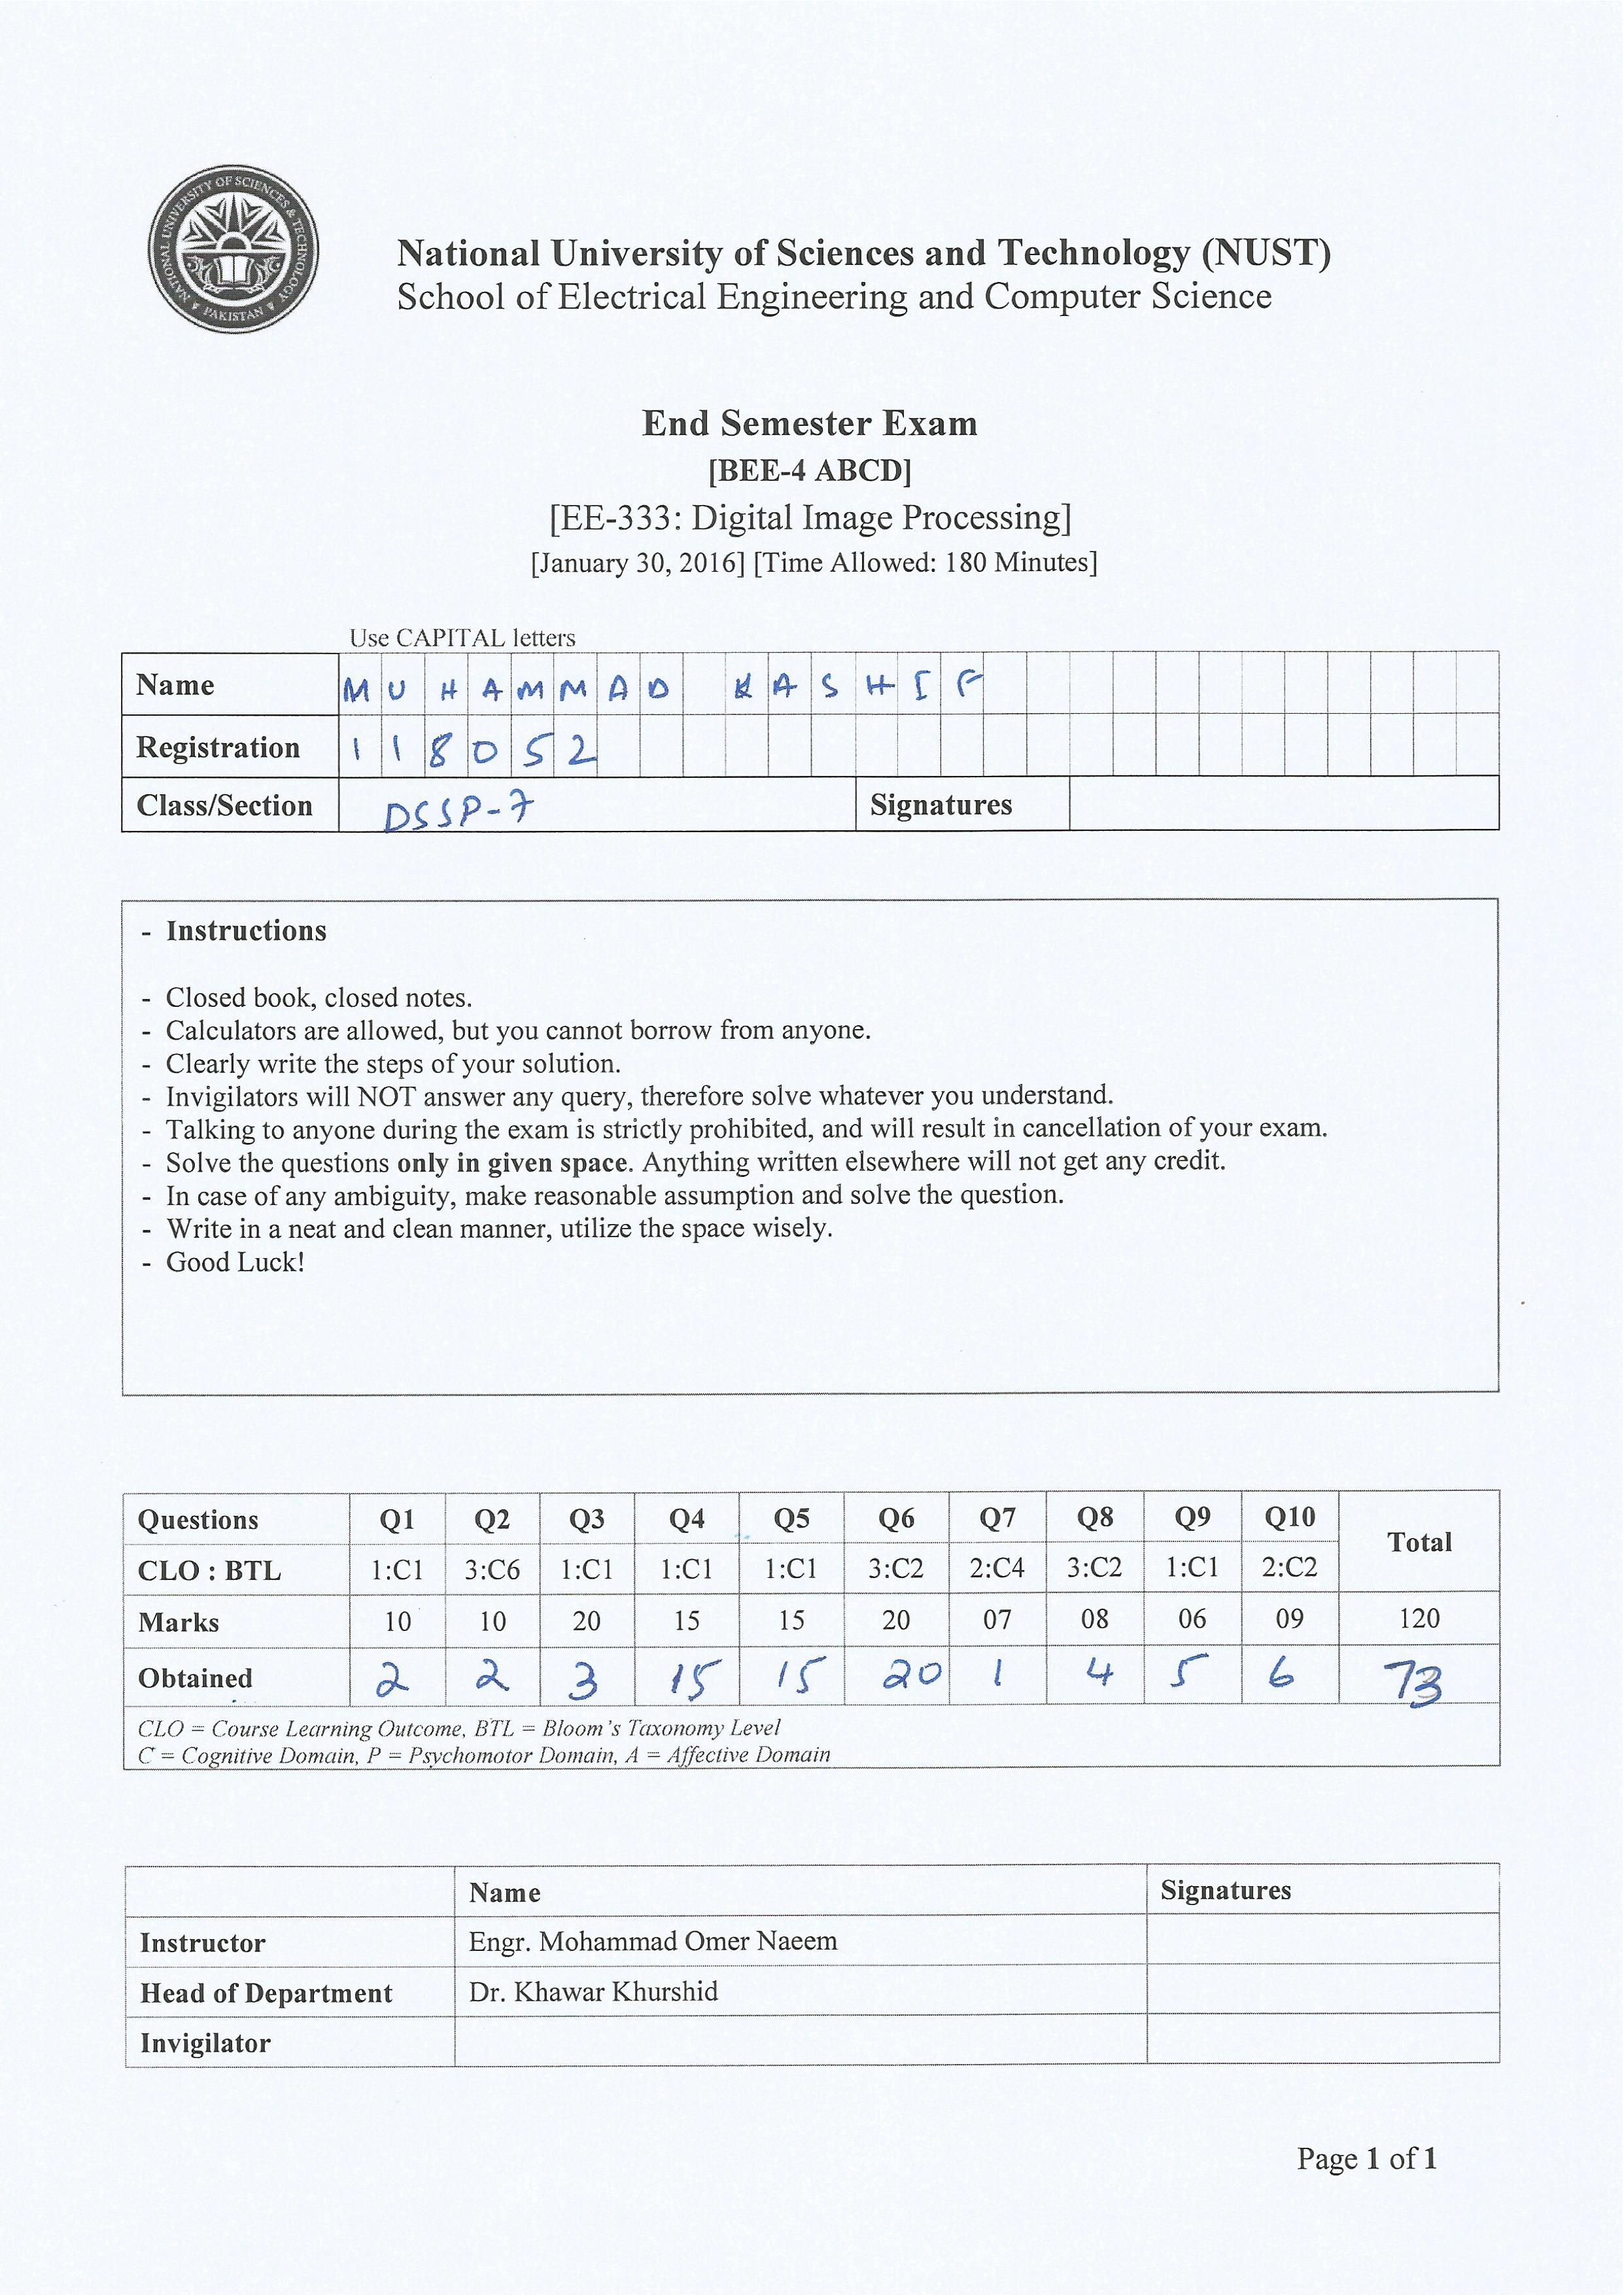 NATIONAL UNIVERSITY OF SCIENCES & TECHNOLOGY
PAKISTAN
National University of Sciences and Technology (NUST)
School of Electrical Engineering and Computer Science
End Semester Exam
[BEE-4 ABCD]
[EE-333: Digital Image Processing]
[January 30, 2016] [Time Allowed: 180 Minutes]
Use CAPITAL letters
Name MUHAMMAD KASHIF
Registration 118052
Class/Section DSSP-7 Signatures
- Instructions
- Closed book, closed notes.
- Calculators are allowed, but you cannot borrow from anyone.
- Clearly write the steps of your solution.
- Invigilators will NOT answer any query, therefore solve whatever you understand.
- Talking to anyone during the exam is strictly prohibited, and will result in cancellation of your exam.
- Solve the questions only in given space. Anything written elsewhere will not get any credit.
- In case of any ambiguity, make reasonable assumption and solve the question.
- Write in a neat and clean manner, utilize the space wisely.
- Good Luck!
Questions Q1 Q2 Q3 Q4 Q5 Q6 Q7 Q8 Q9 Q10 Total
CLO : BTL 1:C1 3:C6 1:C1 1:C1 1:C1 3:C2 2:C4 3:C2 1:C1 2:C2
Marks 10 10 20 15 15 20 07 08 06 09 120
Obtained 2 2 3 15 15 20 1 4 5 6 73
CLO = Course Learning Outcome, BTL = Bloom's Taxonomy Level
C = Cognitive Domain, P = Psychomotor Domain, A = Affective Domain
Name Signatures
Instructor Engr. Mohammad Omer Naeem
Head of Department Dr. Khawar Khurshid
Invigilator
Page 1 of 1